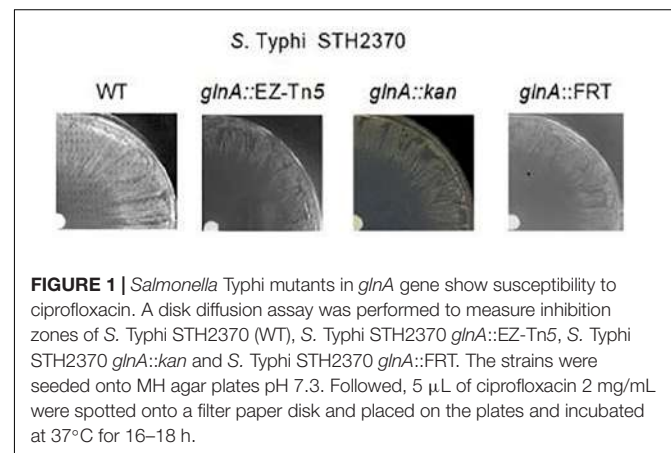 S. Typhi STH2370
WT glnA::EZ-Tn5 glnA::kan glnA::FRT
FIGURE 1 | Salmonella Typhi mutants in glnA gene show susceptibility to
ciprofloxacin. A disk diffusion assay was performed to measure inhibition
zones of S. Typhi STH2370 (WT), S. Typhi STH2370 glnA::EZ-Tn5, S. Typhi
STH2370 glnA::kan and S. Typhi STH2370 glnA::FRT. The strains were
seeded onto MH agar plates pH 7.3. Followed, 5 μL of ciprofloxacin 2 mg/mL
were spotted onto a filter paper disk and placed on the plates and incubated
at 37°C for 16–18 h.